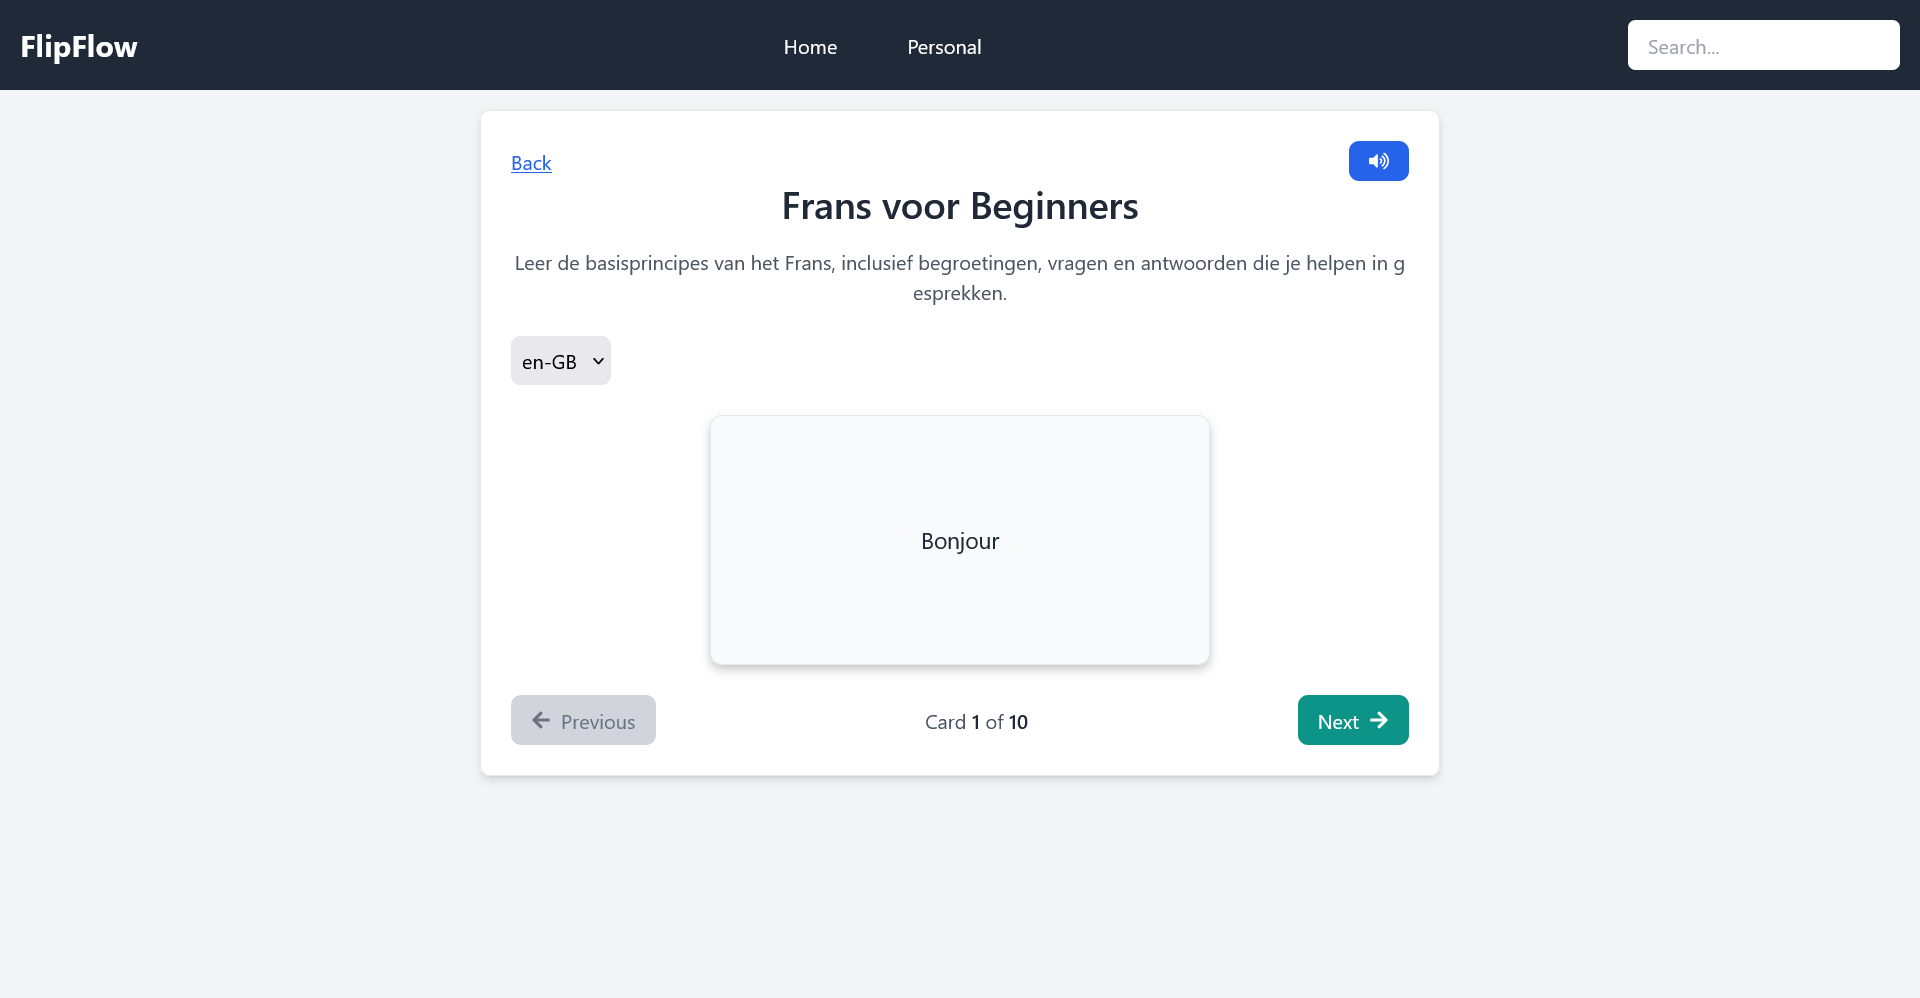 FlipFlow
Home
Personal
Search...
Back
Frans voor Beginners
Leer de basisprincipes van het Frans, inclusief begroetingen, vragen en antwoorden die je helpen in g
esprekken.
en-GB
Bonjour
Previous
Card 1 of 10
Next